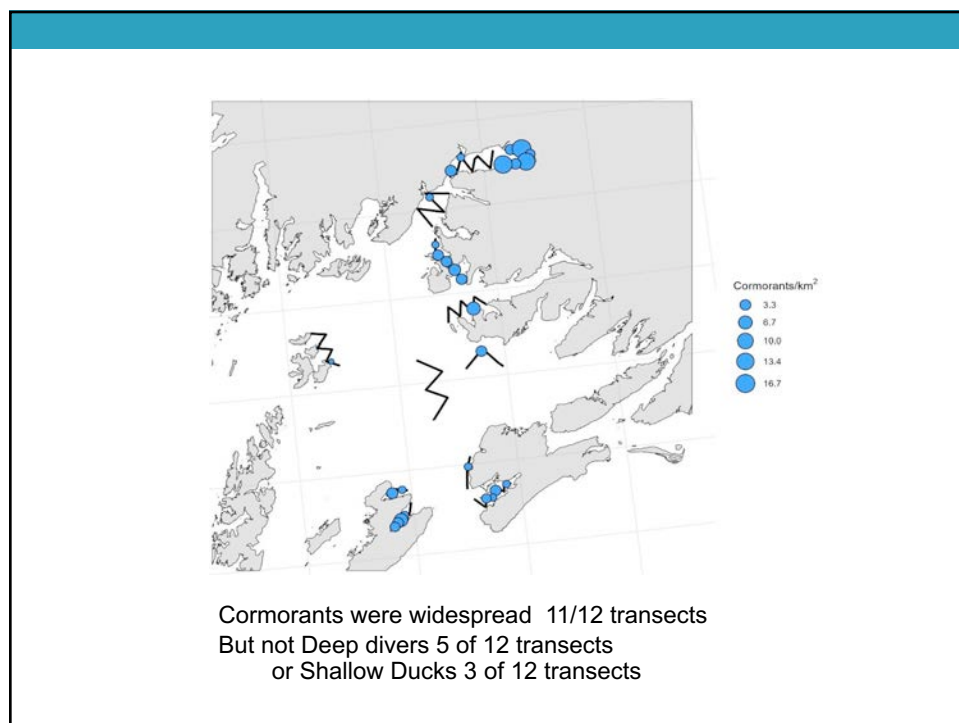 Cormorants/km²
3.3
6.7
10.0
13.4
16.7
Cormorants were widespread 11/12 transects
But not Deep divers 5 of 12 transects
or Shallow Ducks 3 of 12 transects